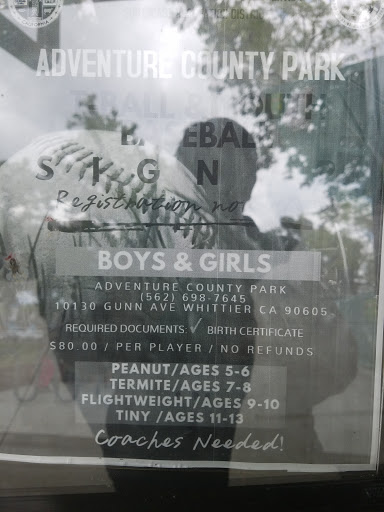 ADVENTURE COUNTY PARK
T-BALL & YOUTH
BASEBALL
SIGN
Registration now
BOYS & GIRLS
ADVENTURE COUNTY PARK
(562) 698-7645
10130 GUNN AVE WHITTIER CA 90605
REQUIRED DOCUMENTS: ✓ BIRTH CERTIFICATE
$80.00 / PER PLAYER / NO REFUNDS
PEANUT/AGES 5-6
TERMITE/AGES 7-8
FLIGHTWEIGHT/AGES 9-10
TINY /AGES 11-13
Coaches Needed!